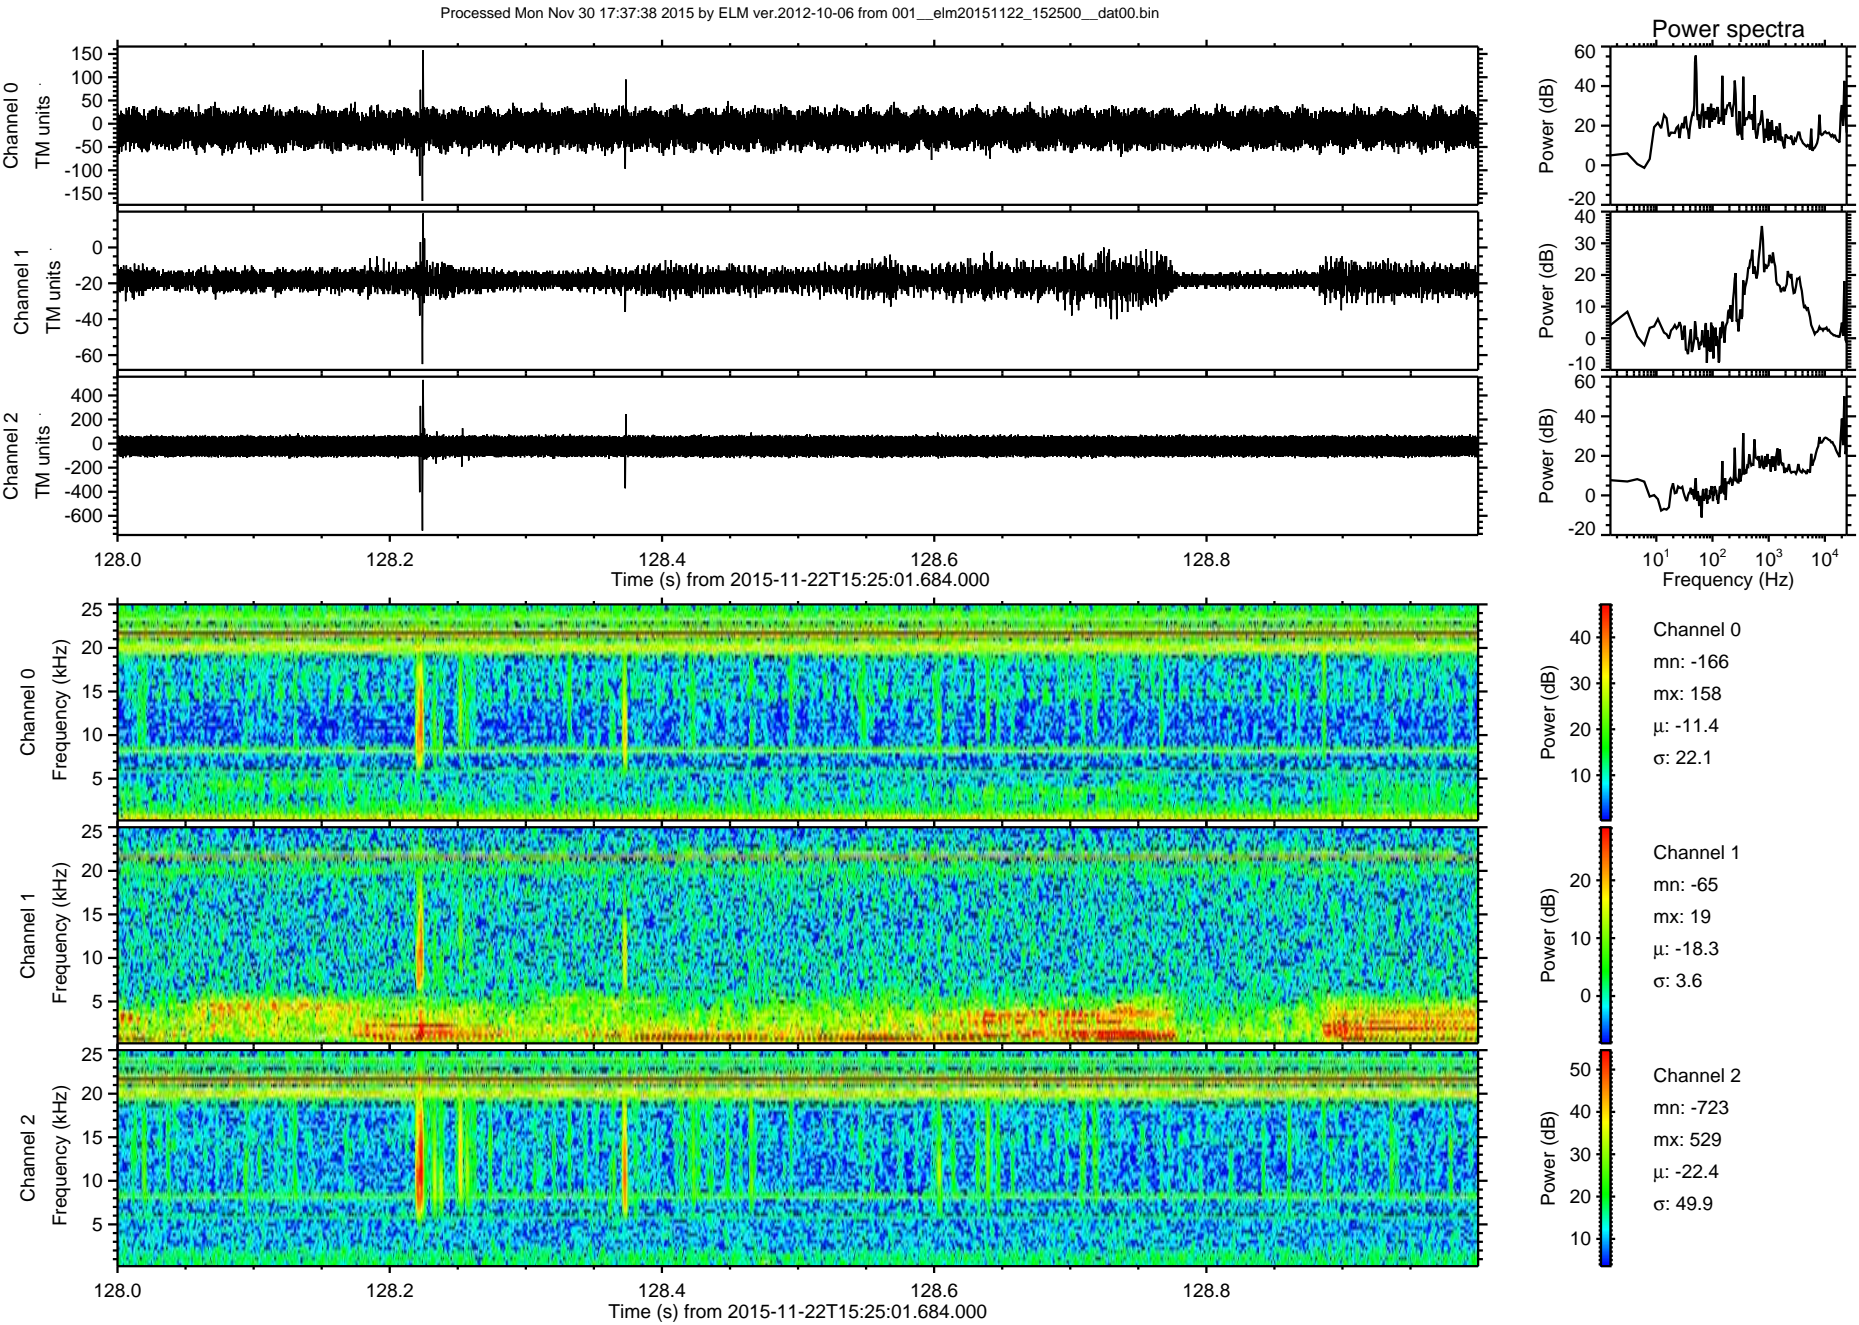 Processed Mon Nov 30 17:37:38 2015 by ELM ver.2012-10-06 from 001__elm20151122_152500__dat00.bin
Power spectra
Channel 0
TM units
150
100
50
0
-50
-100
-150
Power (dB)
60
40
20
0
-20
Channel 1
TM units
0
-20
-40
-60
Power (dB)
40
30
20
10
0
-10
Channel 2
TM units
400
200
0
-200
-400
-600
Power (dB)
60
40
20
0
-20
128.0 128.2 128.4 128.6 128.8
Time (s) from 2015-11-22T15:25:01.684.000
10^1 10^2 10^3 10^4
Frequency (Hz)
Channel 0
Frequency (kHz)
25
20
15
10
5
Power (dB)
40
30
20
10
Channel 0
mn: -166
mx: 158
μ: -11.4
σ: 22.1
Channel 1
Frequency (kHz)
25
20
15
10
5
Power (dB)
20
10
0
Channel 1
mn: -65
mx: 19
μ: -18.3
σ: 3.6
Channel 2
Frequency (kHz)
25
20
15
10
5
Power (dB)
50
40
30
20
10
Channel 2
mn: -723
mx: 529
μ: -22.4
σ: 49.9
128.0 128.2 128.4 128.6 128.8
Time (s) from 2015-11-22T15:25:01.684.000